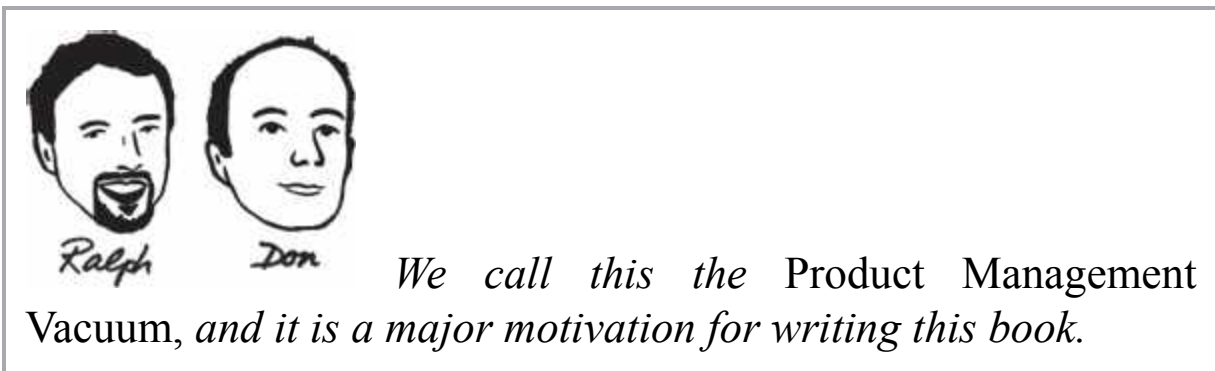 Ralph Don
We call this the Product Management
Vacuum, and it is a major motivation for writing this book.